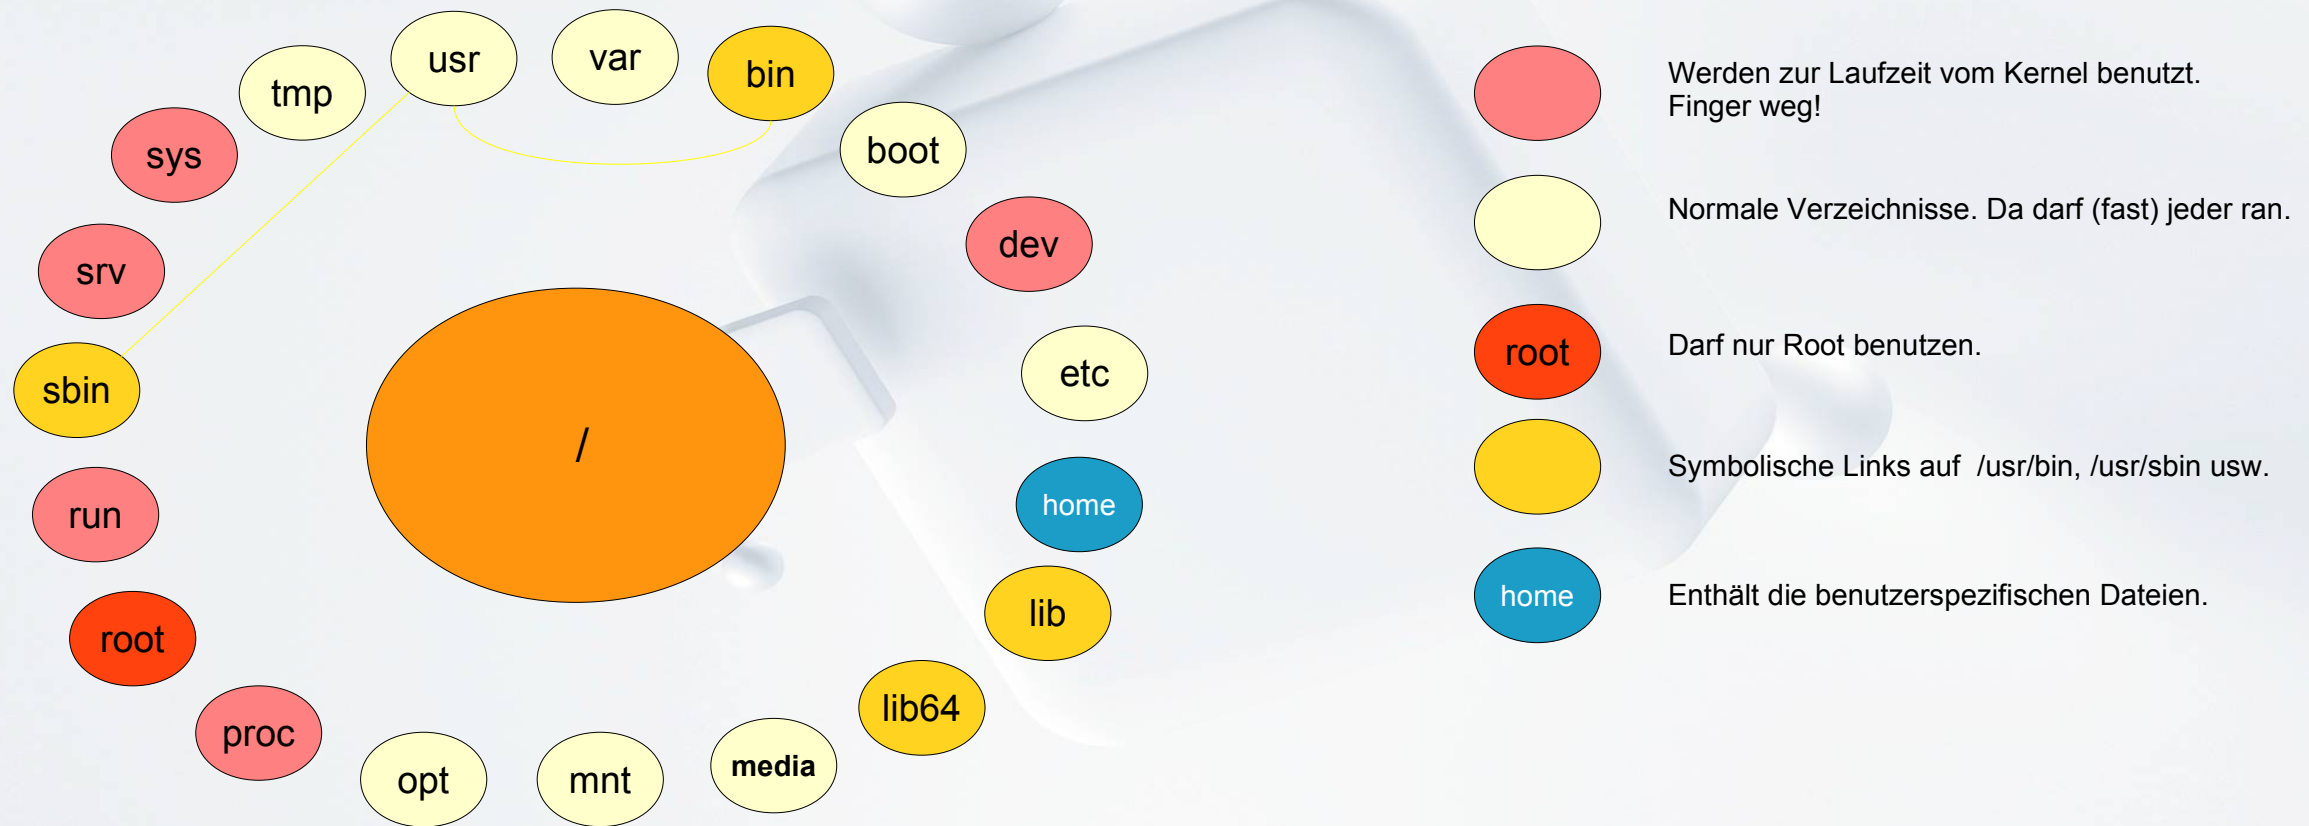 usr
var
bin
tmp
boot
sys
dev
srv
etc
sbin
/
home
run
lib
root
lib64
proc
media
opt
mnt
Werden zur Laufzeit vom Kernel benutzt.
Finger weg!
Normale Verzeichnisse. Da darf (fast) jeder ran.
root
Darf nur Root benutzen.
Symbolische Links auf  /usr/bin, /usr/sbin usw.
home
Enthält die benutzerspezifischen Dateien.